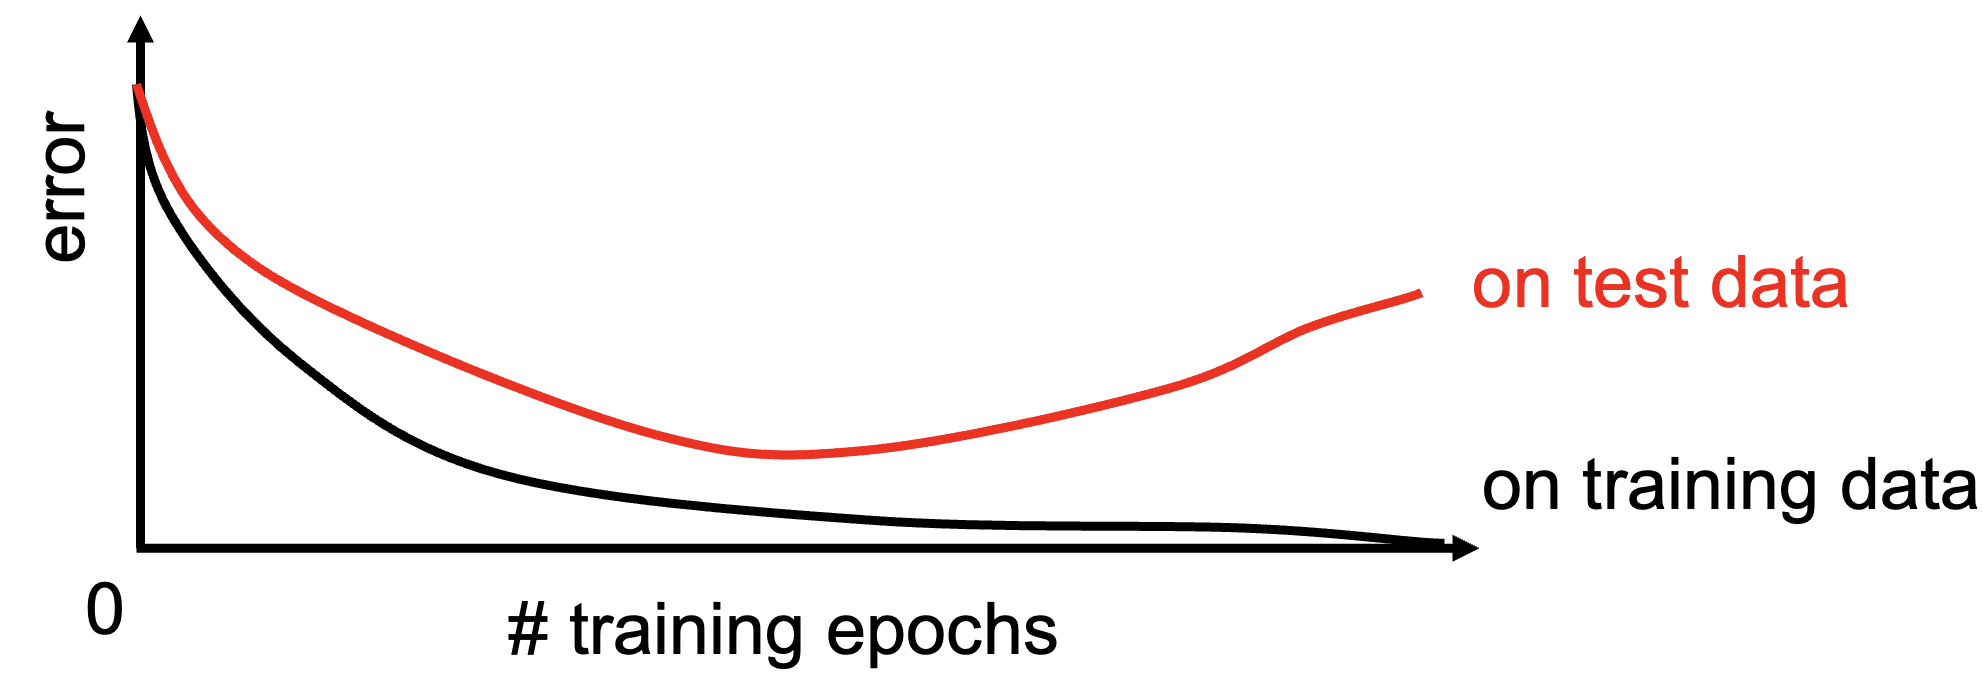 error
on test data
on training data
0
# training epochs